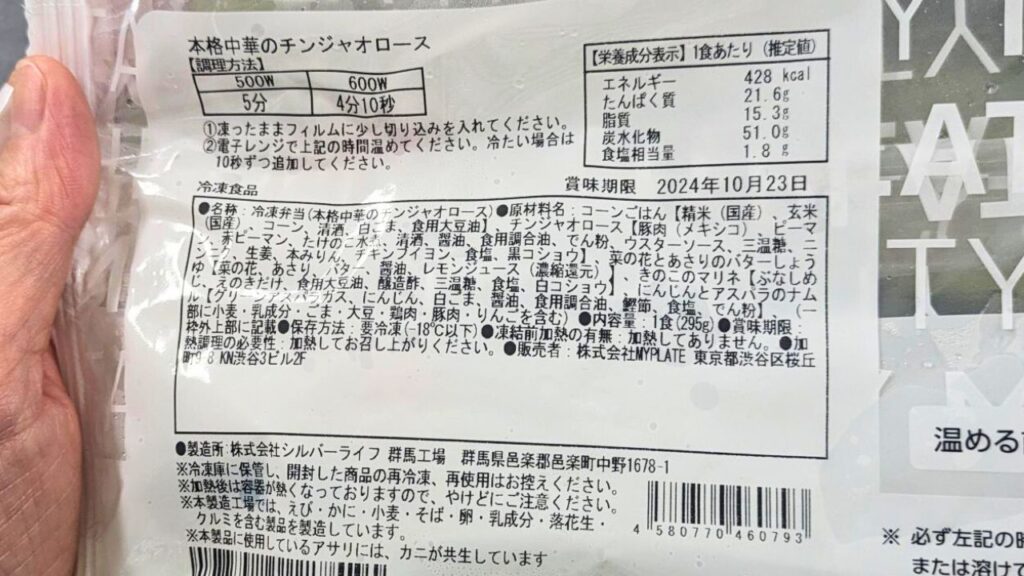 本格中華のチンジャオロース
【調理方法】
500W 600W
5分 4分10秒
①凍ったままフィルムに少し切り込みを入れてください。
②電子レンジで上記の時間温めてください。冷たい場合は
10秒ずつ追加してください。
【栄養成分表示】1食あたり（推定値）
エネルギー 428 kcal
たんぱく質 21.6g
脂質 15.3g
炭水化物 51.0g
食塩相当量 1.8 g
冷凍食品
賞味期限 2024年10月23日
●名称：冷凍弁当(本格中華のチンジャオロース)●原材料名：コーンごはん【精米（国産）、玄米
（国産）、コーン、清酒、白ごま、食用大豆油】、チンジャオロース【豚肉（メキシコ）、ピーマ
ン、赤ピーマン、たけのこ水煮、清酒、醤油、食用調合油、でん粉、ウスターソース、三温糖、ニ
ンニク、生姜、本みりん、チキンブイヨン、食塩、黒コショウ】、菜の花とあさりのバターしょう
ゆ【菜の花、あさり、バター、醤油、レモンジュース（濃縮還元）】、きのこのマリネ【ぶなしめ
じ、えのきだけ、食用大豆油、醸造酢、三温糖、食塩、白コショウ】、にんじんとアスパラのナム
ル【グリーンアスパラガス、にんじん、白ごま、醤油、食用調合油、鰹節、食塩、でん粉】、（一
部に小麦・乳成分・ごま・大豆・鶏肉・豚肉・りんごを含む）●内容量：1食(295g)●賞味期限：
枠外上部に記載●保存方法：要冷凍(-18℃以下)●凍結前加熱の有無：加熱してありません。●加
熱調理の必要性：加熱してお召し上がりください。●販売者：株式会社MYPLATE 東京都渋谷区桜丘
町9-8 KN渋谷3ビル2F
●製造所:株式会社シルバーライフ 群馬工場 群馬県邑楽郡邑楽町中野1678-1
※冷凍庫に保管し、開封した商品の再冷凍、再使用はお控えください。
※加熱後は容器が熱くなっておりますので、やけどにご注意ください。
※本製造工場では、えび・かに・小麦・そば・卵・乳成分・落花生・
クルミを含む製品を製造しています。
※本製品に使用しているアサリには、カニが共生しています
4 580770 460793
温める
※ 必ず左記の時
または溶けて